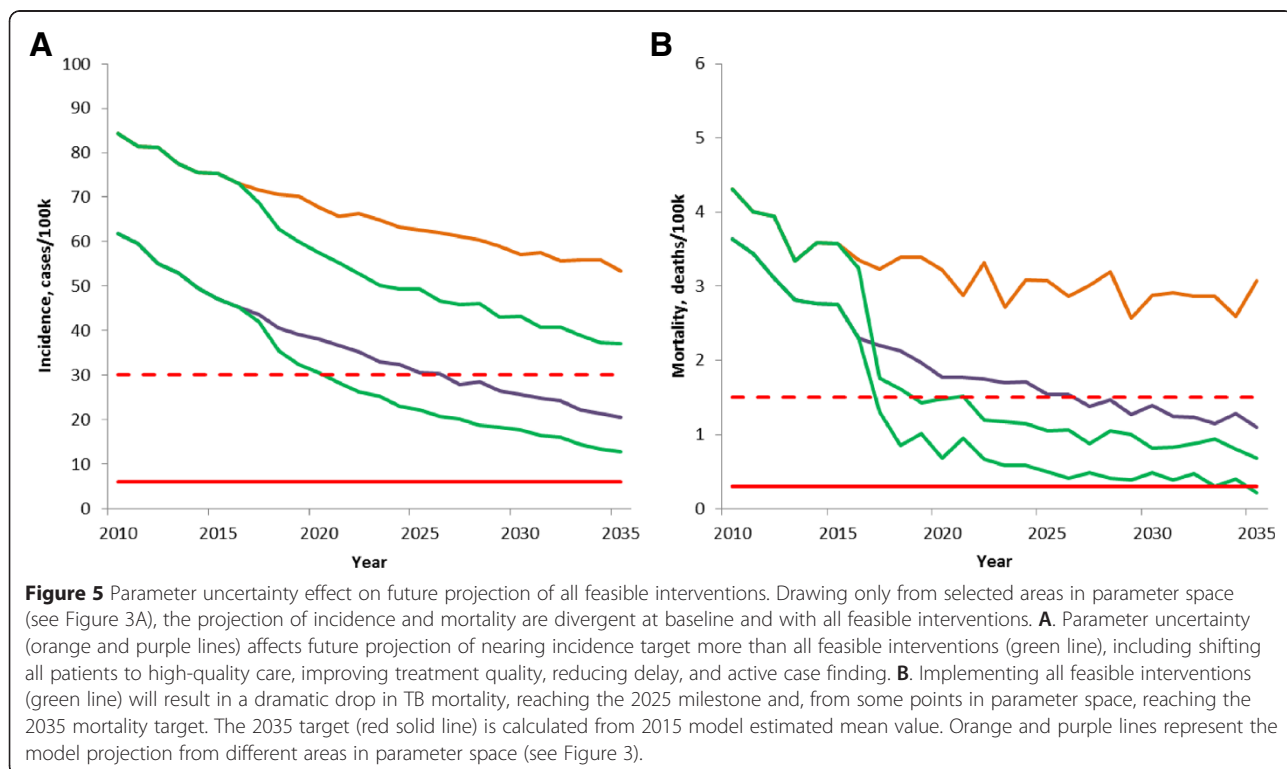 A
100
90
80
70
60
50
40
30
20
10
0
Incidence, cases/100k
2010 2015 2020 2025 2030 2035
Year
B
6
5
4
3
2
1
0
Mortality, deaths/100k
2010 2015 2020 2025 2030 2035
Year
Figure 5 Parameter uncertainty effect on future projection of all feasible interventions. Drawing only from selected areas in parameter space
(see Figure 3A), the projection of incidence and mortality are divergent at baseline and with all feasible interventions. A. Parameter uncertainty
(orange and purple lines) affects future projection of nearing incidence target more than all feasible interventions (green line), including shifting
all patients to high-quality care, improving treatment quality, reducing delay, and active case finding. B. Implementing all feasible interventions
(green line) will result in a dramatic drop in TB mortality, reaching the 2025 milestone and, from some points in parameter space, reaching the
2035 mortality target. The 2035 target (red solid line) is calculated from 2015 model estimated mean value. Orange and purple lines represent the
model projection from different areas in parameter space (see Figure 3).